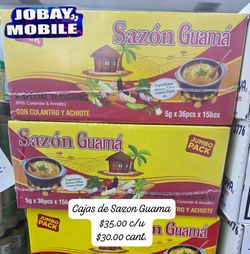 JOBAY
MOBILE
Sazón Guamá
(With Coriander & Annatto)
CON CULANTRO Y ACHIOTE
5g x 36pcs x 15box
Sazón Guamá
5g x 36pcs x 15box
JUMBO
PACK
JUMBO
PACK
Cajas de Sazon Guama
$35.00 c/u
$30.00 cant.